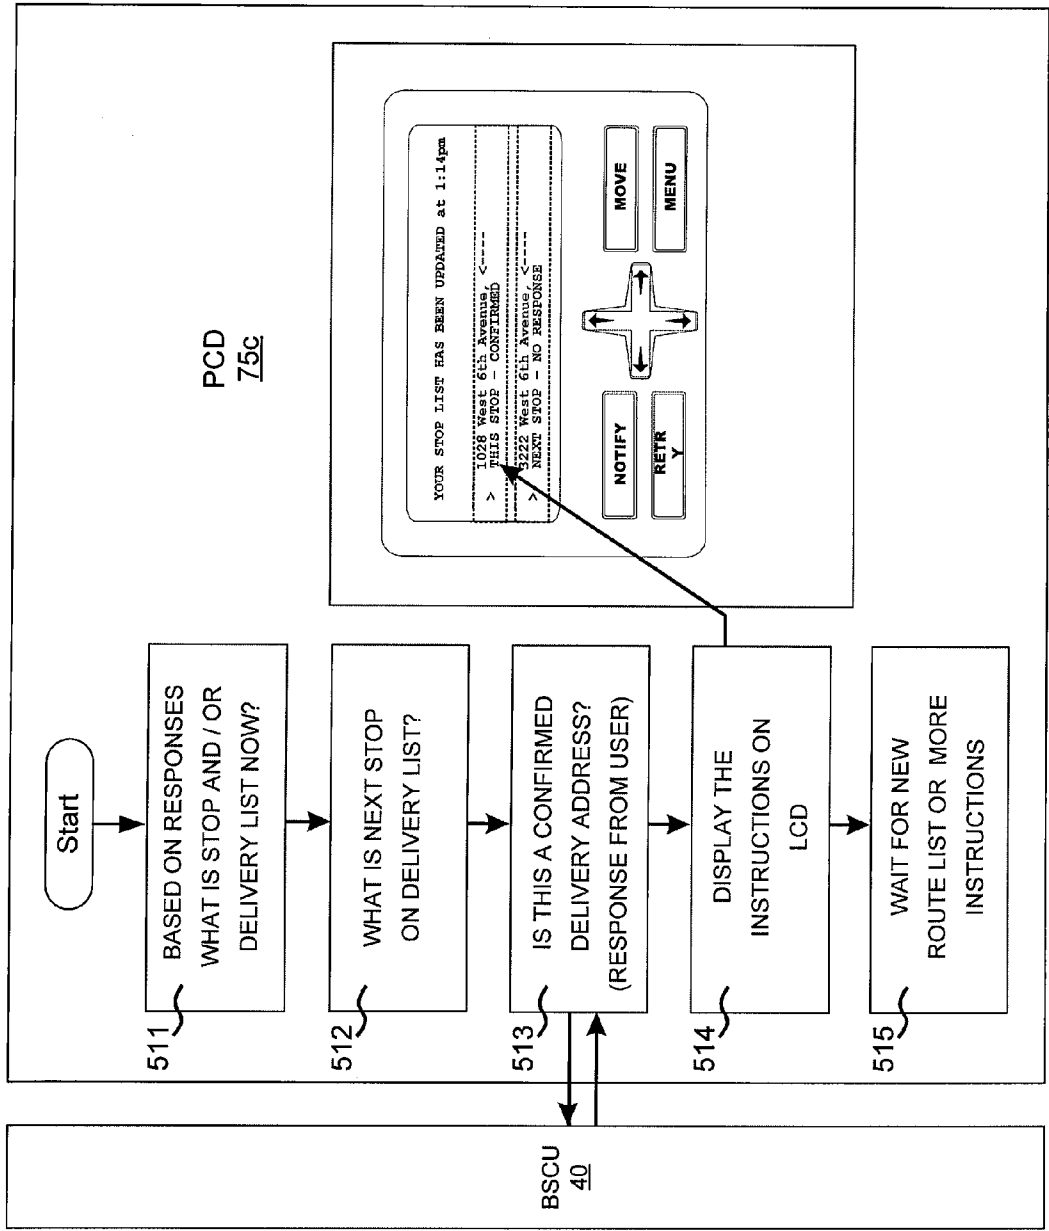 PCD
75c
Start
511
BASED ON RESPONSES
WHAT IS STOP AND / OR
DELIVERY LIST NOW?
512
WHAT IS NEXT STOP
ON DELIVERY LIST?
513
IS THIS A CONFIRMED
DELIVERY ADDRESS?
(RESPONSE FROM USER)
514
DISPLAY THE
INSTRUCTIONS ON
LCD
515
WAIT FOR NEW
ROUTE LIST OR MORE
INSTRUCTIONS
YOUR STOP LIST HAS BEEN UPDATED at 1:14pm
> 1028 West 6th Avenue, <----
THIS STOP - CONFIRMED
> 3222 West 6th Avenue, <----
NEXT STOP - NO RESPONSE
NOTIFY
RETR
Y
MOVE
MENU
BSCU
40